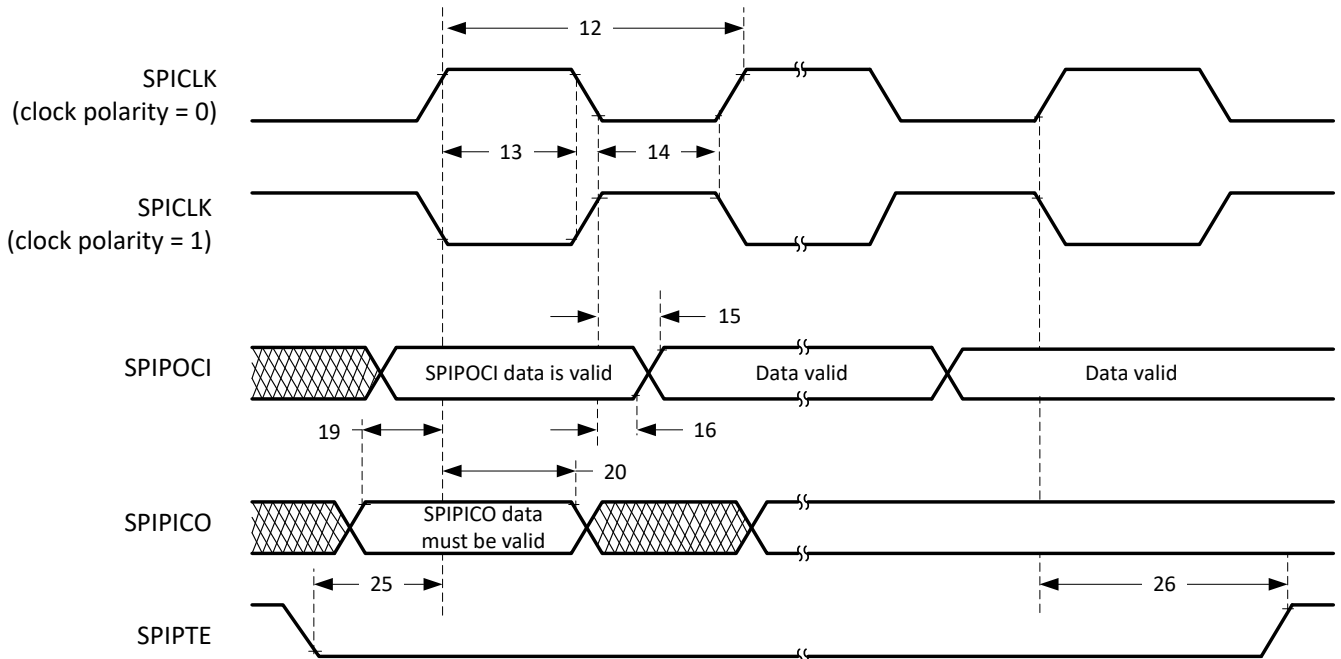 12
SPICLK
(clock polarity = 0)
13
14
SPICLK
(clock polarity = 1)
15
SPIPOCI
SPIPOCI data is valid
Data valid
Data valid
19
16
20
SPIPICO
SPIPICO data
must be valid
25
26
SPIPTE